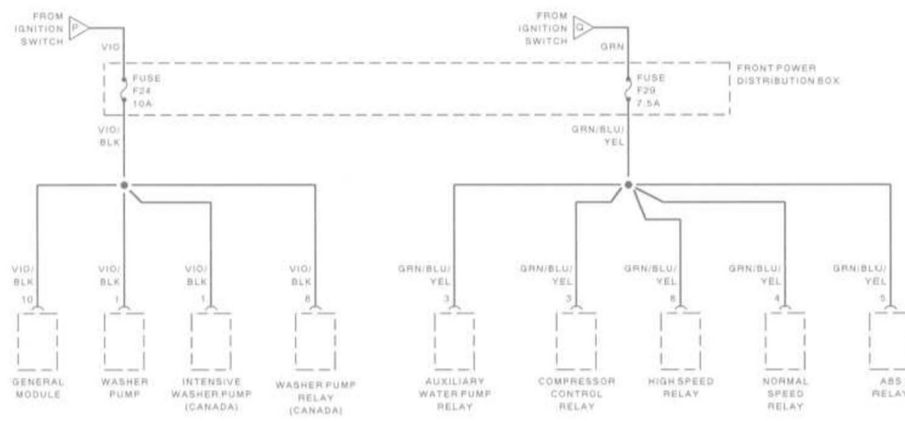 FROM
IGNITION
SWITCH
P
VIO
FROM
IGNITION
SWITCH
Q
GRN
FUSE
F24
10A
FUSE
F29
7.5A
FRONT POWER
DISTRIBUTION BOX
VIO/
BLK
GRN/BLU/
YEL
VIO/
BLK
10
VIO/
BLK
1
VIO/
BLK
1
VIO/
BLK
8
GRN/BLU/
YEL
3
GRN/BLU/
YEL
3
GRN/BLU/
YEL
8
GRN/BLU/
YEL
4
GRN/BLU/
YEL
5
GENERAL
MODULE
WASHER
PUMP
INTENSIVE
WASHER PUMP
(CANADA)
WASHER PUMP
RELAY
(CANADA)
AUXILIARY
WATER PUMP
RELAY
COMPRESSOR
CONTROL
RELAY
HIGH SPEED
RELAY
NORMAL
SPEED
RELAY
ABS
RELAY